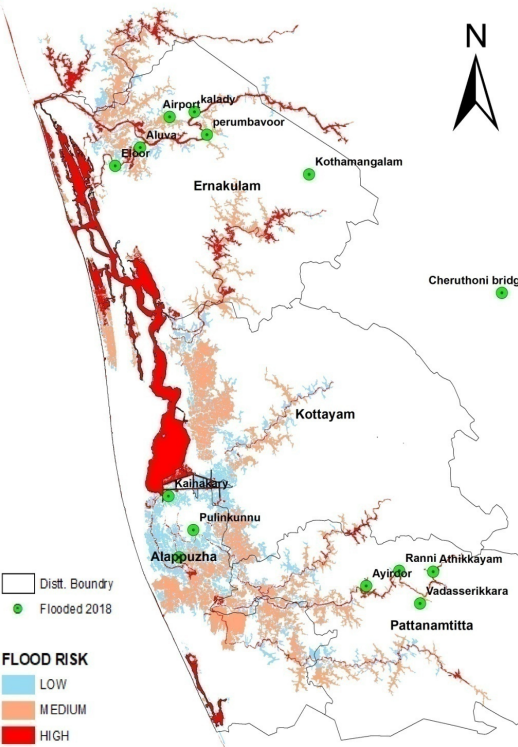 N
Airport
kalady
perumbavoor
Aluva
Eloor
Kothamangalam
Ernakulam
Cheruthoni bridg
Kottayam
Kainakary
Pulinkunnu
Alappuzha
Ranni
Athikkayam
Ayiroor
Vadasserikkara
Pattanamtitta
Distt. Boundry
Flooded 2018
FLOOD RISK
LOW
MEDIUM
HIGH